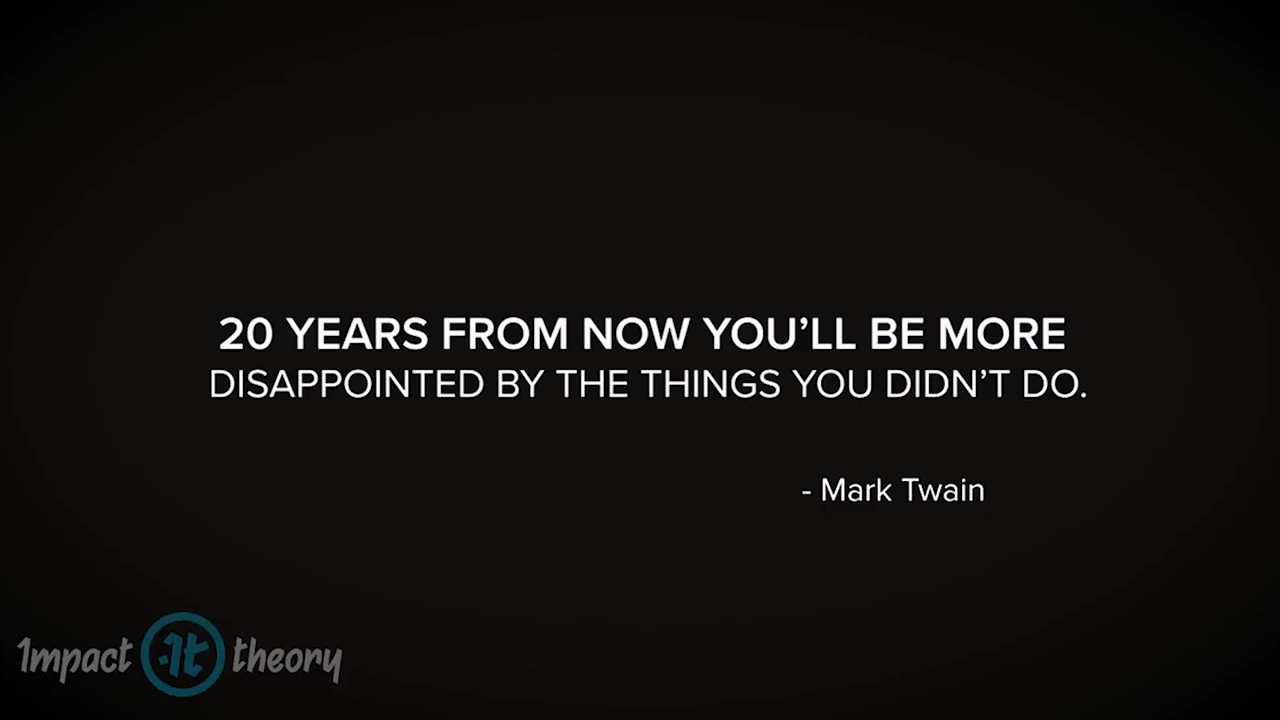 20 YEARS FROM NOW YOU’LL BE MORE
DISAPPOINTED BY THE THINGS YOU DIDN’T DO.
- Mark Twain
Impact it theory